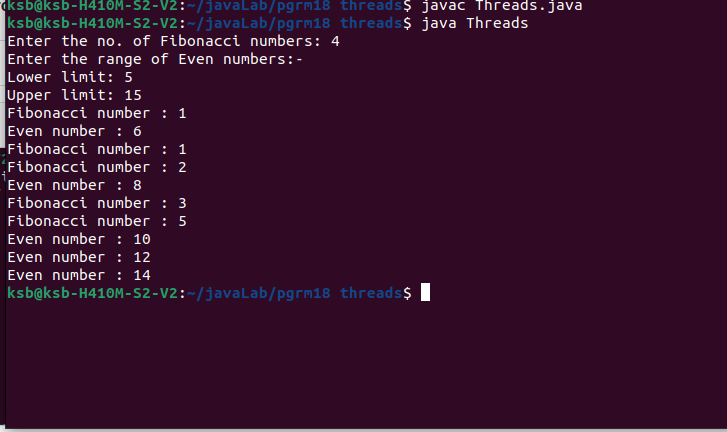 ksb@ksb-H410M-S2-V2:~/javaLab/pgrm18 threads$ javac Threads.java
ksb@ksb-H410M-S2-V2:~/javaLab/pgrm18 threads$ java Threads
Enter the no. of Fibonacci numbers: 4
Enter the range of Even numbers:-
Lower limit: 5
Upper limit: 15
Fibonacci number : 1
Even number : 6
Fibonacci number : 1
Fibonacci number : 2
Even number : 8
Fibonacci number : 3
Fibonacci number : 5
Even number : 10
Even number : 12
Even number : 14
ksb@ksb-H410M-S2-V2:~/javaLab/pgrm18 threads$